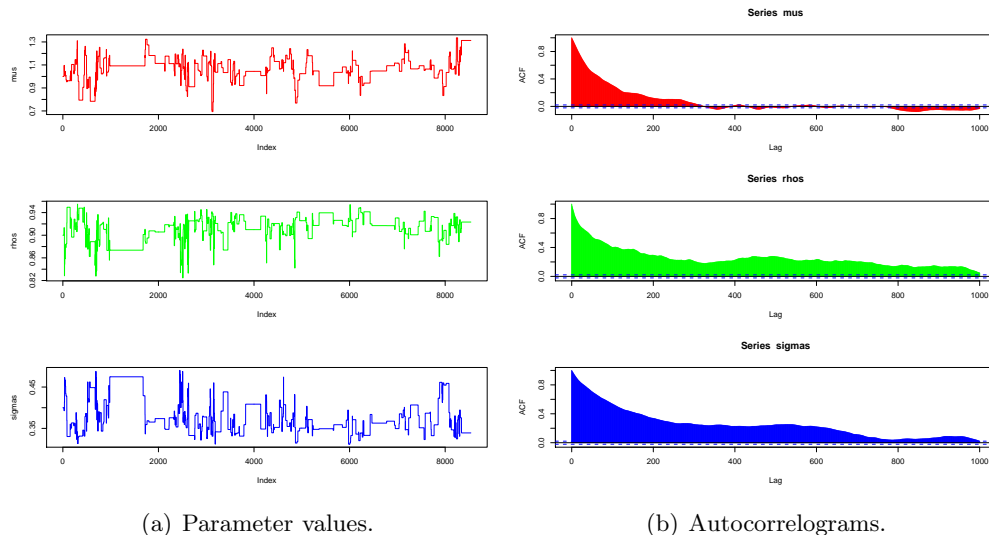 mus
0.7 0.9 1.1 1.3
0 2000 4000 6000 8000
Index
rhos
0.82 0.86 0.90 0.94
0 2000 4000 6000 8000
Index
sigmas
0.35 0.45
0 2000 4000 6000 8000
Index
(a) Parameter values.
Series mus
ACF
0.0 0.4 0.8
0 200 400 600 800 1000
Lag
Series rhos
ACF
0.0 0.4 0.8
0 200 400 600 800 1000
Lag
Series sigmas
ACF
0.0 0.4 0.8
0 200 400 600 800 1000
Lag
(b) Autocorrelograms.